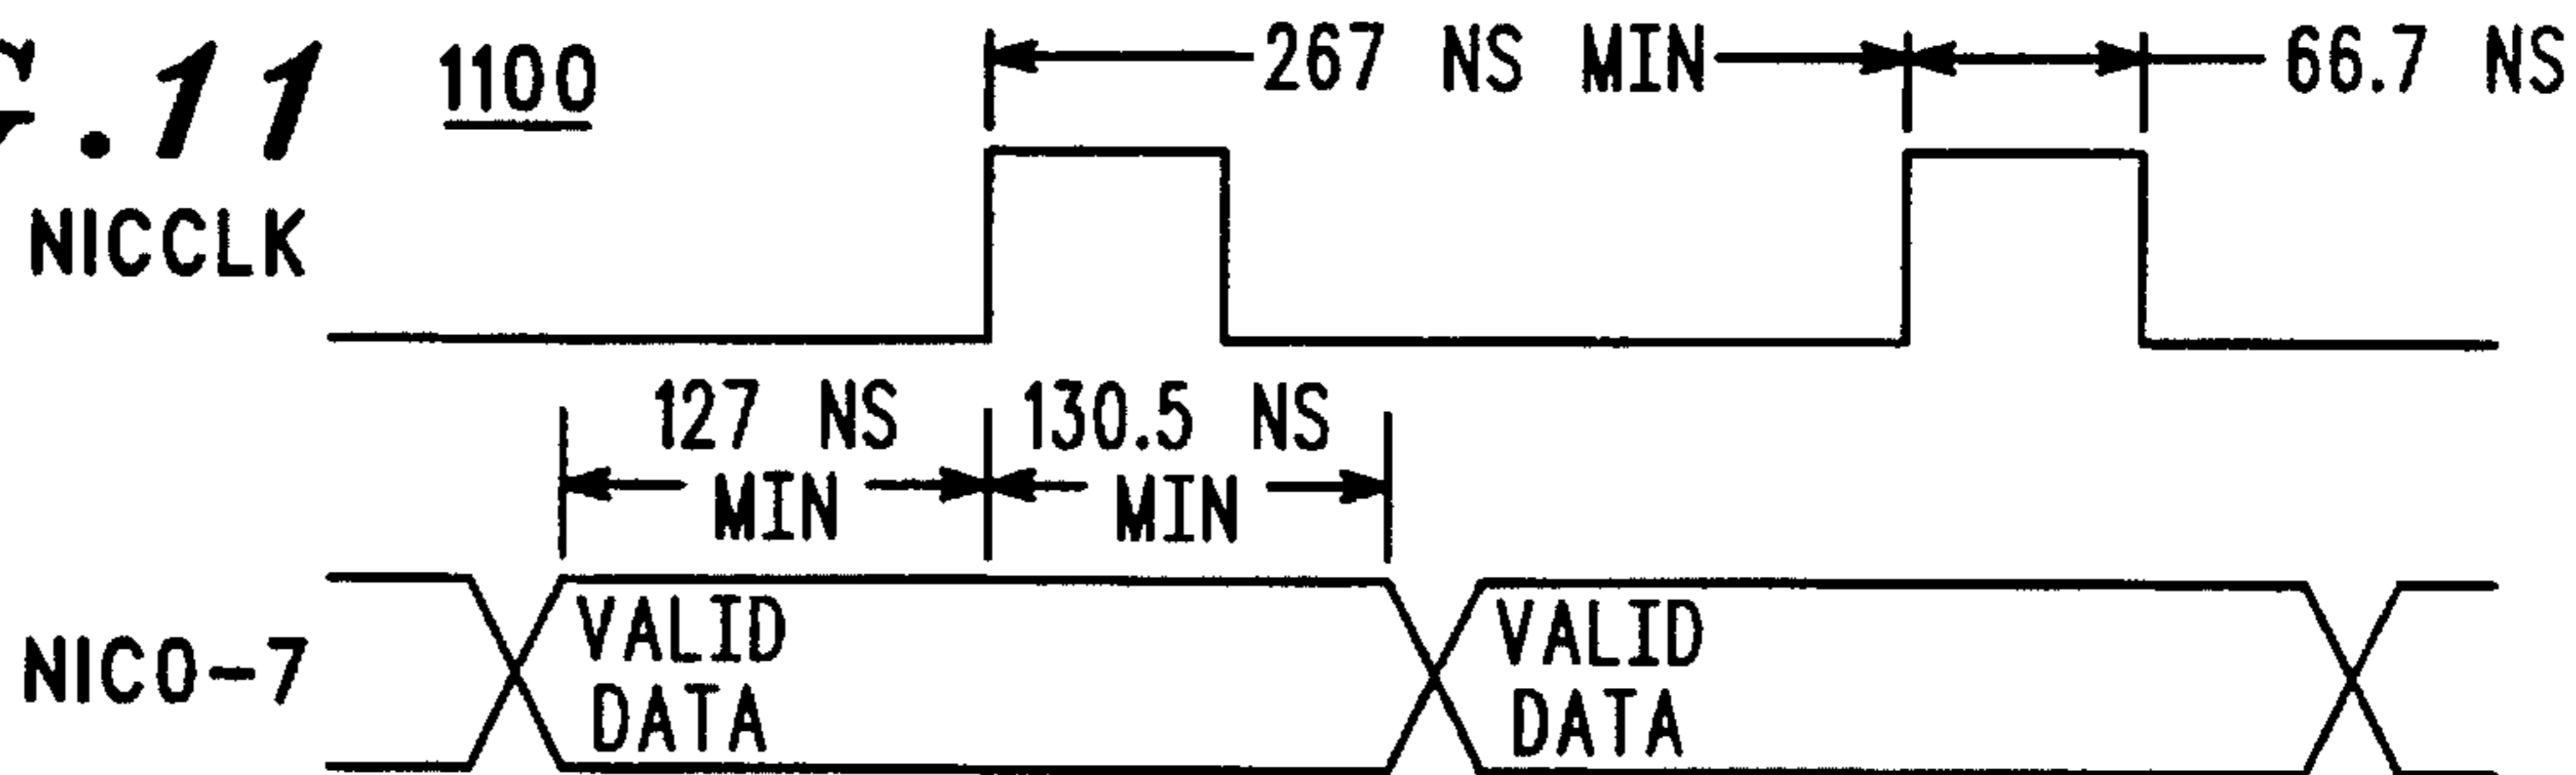 G.11
1100
267 NS MIN
66.7 NS
NICCLK
127 NS
MIN
130.5 NS
MIN
NIC0-7
VALID
DATA
VALID
DATA